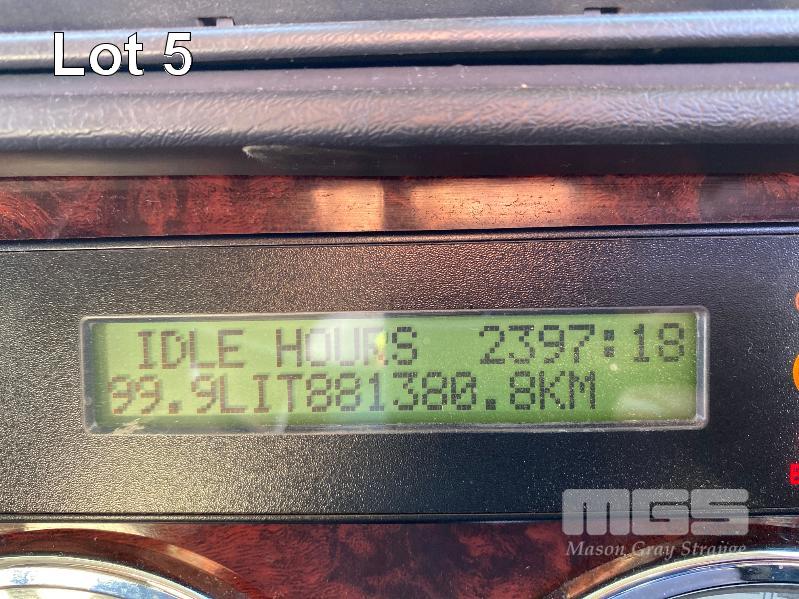 Lot 5
IDLE HOURS 2397:18
99.9LIT881380.8KM
MGS
Mason Gray Strange